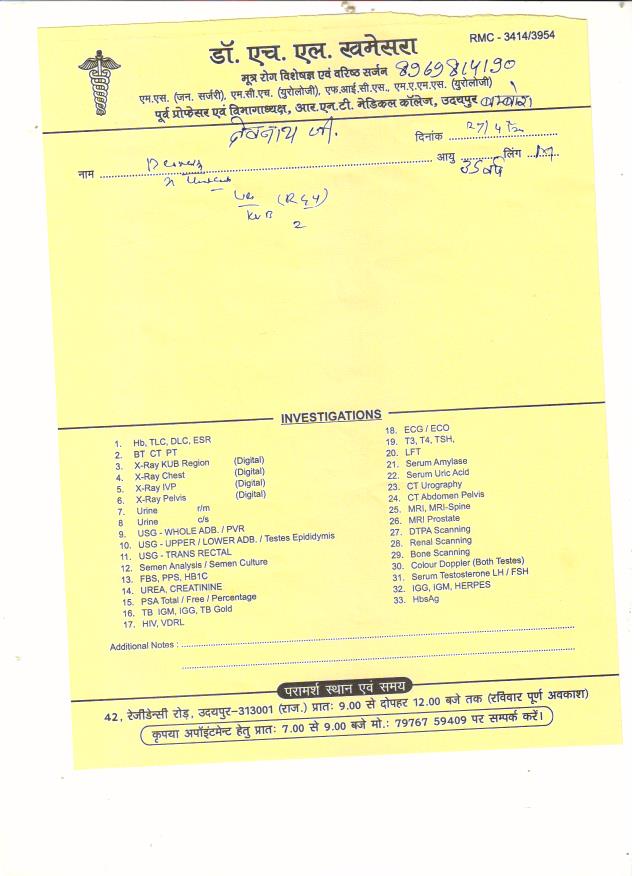 RMC - 3414/3954
डॉ. एच. एल. खमेसरा
मूत्र रोग विशेषज्ञ एवं वरिष्ठ सर्जन 8969814190
एम.एस. (जन. सर्जरी), एम.सी.एच. (युरोलोजी), एफ.आई.सी.एस., एम.ए.एम.एस. (युरोलोजी)
पूर्व प्रोफेसर एवं विभागाध्यक्ष, आर.एन.टी. मेडिकल कॉलेज, उदयपुर
देवनाथ जी.
दिनांक 27/4
नाम आयु 35 वर्ष लिंग M
KUB
2
INVESTIGATIONS
1. Hb, TLC, DLC, ESR
2. BT CT PT
3. X-Ray KUB Region (Digital)
4. X-Ray Chest (Digital)
5. X-Ray IVP (Digital)
6. X-Ray Pelvis (Digital)
7. Urine r/m
8 Urine c/s
9. USG - WHOLE ADB. / PVR
10. USG - UPPER / LOWER ADB. / Testes Epididymis
11. USG - TRANS RECTAL
12. Semen Analysis / Semen Culture
13. FBS, PPS, HB1C
14. UREA, CREATININE
15. PSA Total / Free / Percentage
16. TB IGM, IGG, TB Gold
17. HIV, VDRL
18. ECG / ECO
19. T3, T4, TSH,
20. LFT
21. Serum Amylase
22. Serum Uric Acid
23. CT Urography
24. CT Abdomen Pelvis
25. MRI, MRI-Spine
26. MRI Prostate
27. DTPA Scanning
28. Renal Scanning
29. Bone Scanning
30. Colour Doppler (Both Testes)
31. Serum Testosterone LH / FSH
32. IGG, IGM, HERPES
33. HbsAg
Additional Notes :
परामर्श स्थान एवं समय
42, रेजीडेन्सी रोड़, उदयपुर-313001 (राज.) प्रातः 9.00 से दोपहर 12.00 बजे तक (रविवार पूर्ण अवकाश)
कृपया अपॉइंटमेन्ट हेतु प्रातः 7.00 से 9.00 बजे मो.: 79767 59409 पर सम्पर्क करें।